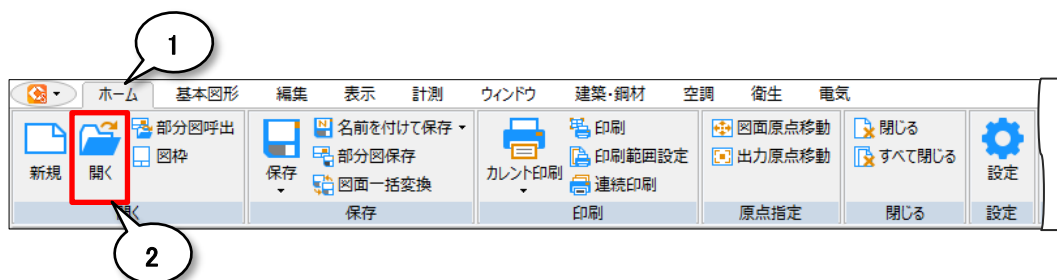 1
ホーム 基本図形 編集 表示 計測 ウィンドウ 建築・鋼材 空調 衛生 電気
新規
開く
部分図呼出
図枠
開く
保存
名前を付けて保存
部分図保存
図面一括変換
保存
カレント印刷
印刷
印刷範囲設定
連続印刷
印刷
図面原点移動
出力原点移動
原点指定
閉じる
すべて閉じる
閉じる
設定
設定
2